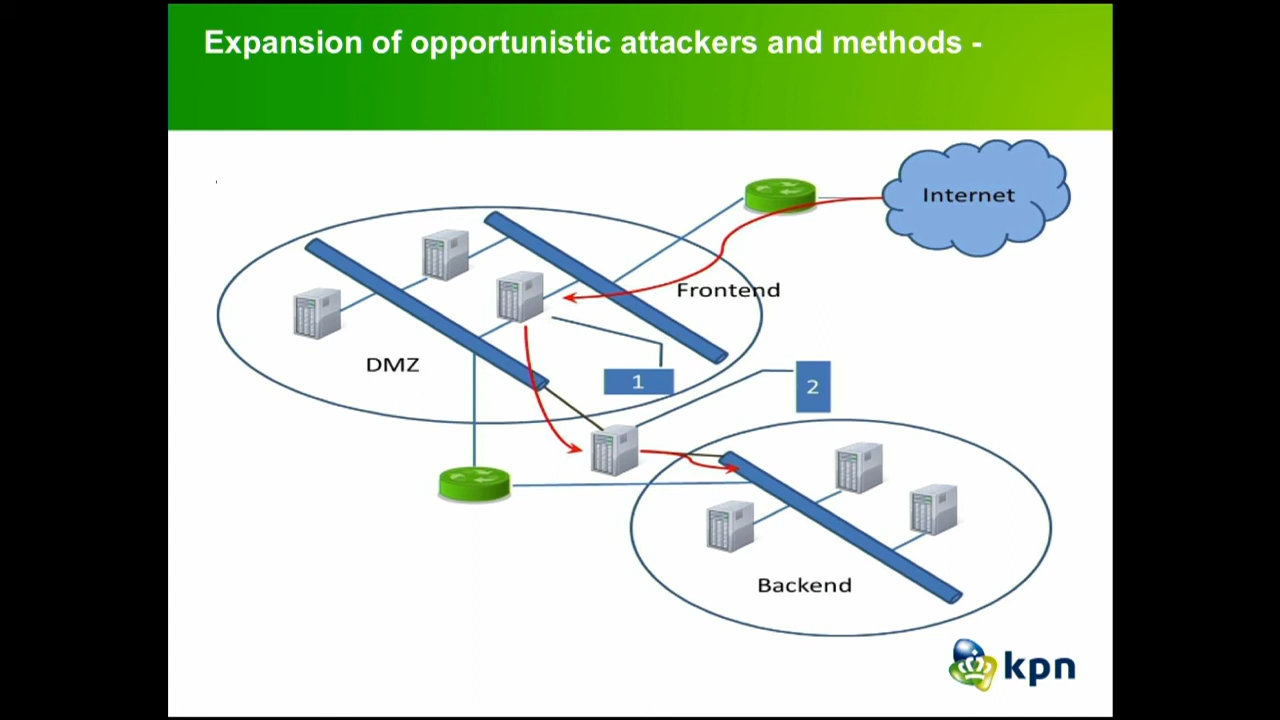 Expansion of opportunistic attackers and methods -
Internet
Frontend
DMZ
1
2
Backend
kpn